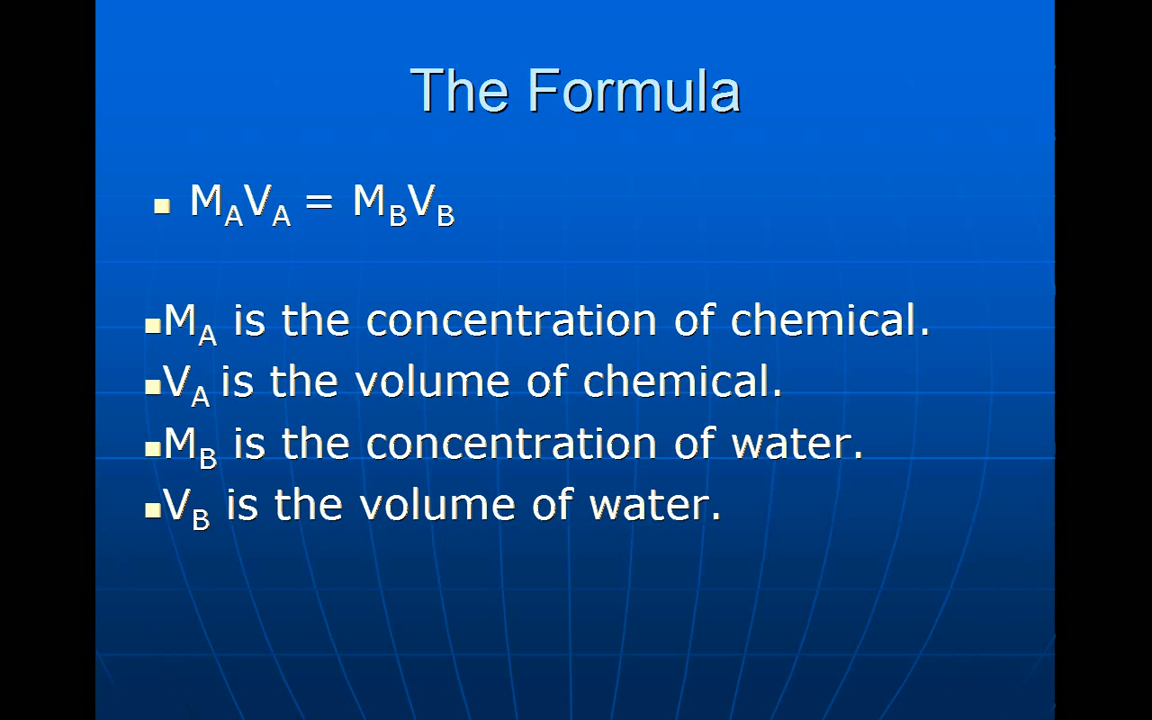 The Formula
MAVA = MBVB
MA is the concentration of chemical.
VA is the volume of chemical.
MB is the concentration of water.
VB is the volume of water.